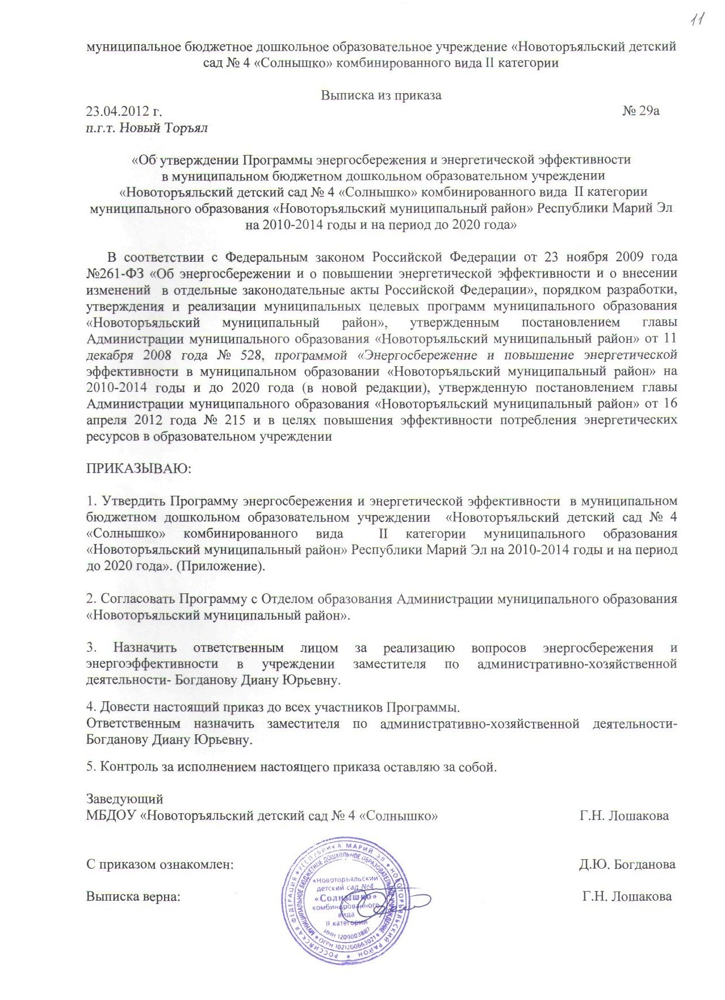 11
муниципальное бюджетное дошкольное образовательное учреждение «Новоторъяльский детский
сад № 4 «Солнышко» комбинированного вида II категории
Выписка из приказа
23.04.2012 г. № 29а
п.г.т. Новый Торъял
«Об утверждении Программы энергосбережения и энергетической эффективности
в муниципальном бюджетном дошкольном образовательном учреждении
«Новоторъяльский детский сад № 4 «Солнышко» комбинированного вида II категории
муниципального образования «Новоторъяльский муниципальный район» Республики Марий Эл
на 2010-2014 годы и на период до 2020 года»
В соответствии с Федеральным законом Российской Федерации от 23 ноября 2009 года
№261-ФЗ «Об энергосбережении и о повышении энергетической эффективности и о внесении
изменений в отдельные законодательные акты Российской Федерации», порядком разработки,
утверждения и реализации муниципальных целевых программ муниципального образования
«Новоторъяльский муниципальный район», утвержденным постановлением главы
Администрации муниципального образования «Новоторъяльский муниципальный район» от 11
декабря 2008 года № 528, программой «Энергосбережение и повышение энергетической
эффективности в муниципальном образовании «Новоторъяльский муниципальный район» на
2010-2014 годы и до 2020 года (в новой редакции), утвержденную постановлением главы
Администрации муниципального образования «Новоторъяльский муниципальный район» от 16
апреля 2012 года № 215 и в целях повышения эффективности потребления энергетических
ресурсов в образовательном учреждении
ПРИКАЗЫВАЮ:
1. Утвердить Программу энергосбережения и энергетической эффективности в муниципальном
бюджетном дошкольном образовательном учреждении «Новоторъяльский детский сад № 4
«Солнышко» комбинированного вида II категории муниципального образования
«Новоторъяльский муниципальный район» Республики Марий Эл на 2010-2014 годы и на период
до 2020 года». (Приложение).
2. Согласовать Программу с Отделом образования Администрации муниципального образования
«Новоторъяльский муниципальный район».
3. Назначить ответственным лицом за реализацию вопросов энергосбережения и
энергоэффективности в учреждении заместителя по административно-хозяйственной
деятельности- Богданову Диану Юрьевну.
4. Довести настоящий приказ до всех участников Программы.
Ответственным назначить заместителя по административно-хозяйственной деятельности-
Богданову Диану Юрьевну.
5. Контроль за исполнением настоящего приказа оставляю за собой.
Заведующий
МБДОУ «Новоторъяльский детский сад № 4 «Солнышко» Г.Н. Лошакова
С приказом ознакомлен: Д.Ю. Богданова
Выписка верна: Г.Н. Лошакова
РОССИЙСКАЯ ФЕДЕРАЦИЯ * РЕСПУБЛИКА МАРИЙ ЭЛ * НОВОТОРЪЯЛЬСКИЙ РАЙОН *
МУНИЦИПАЛЬНОЕ БЮДЖЕТНОЕ ДОШКОЛЬНОЕ ОБРАЗОВАТЕЛЬНОЕ УЧРЕЖДЕНИЕ * ОГРН 1021200663021 *
«Новоторъяльский
детский сад №4
«Солнышко»
комбинированного
вида
II категории
ИНН 1209003887